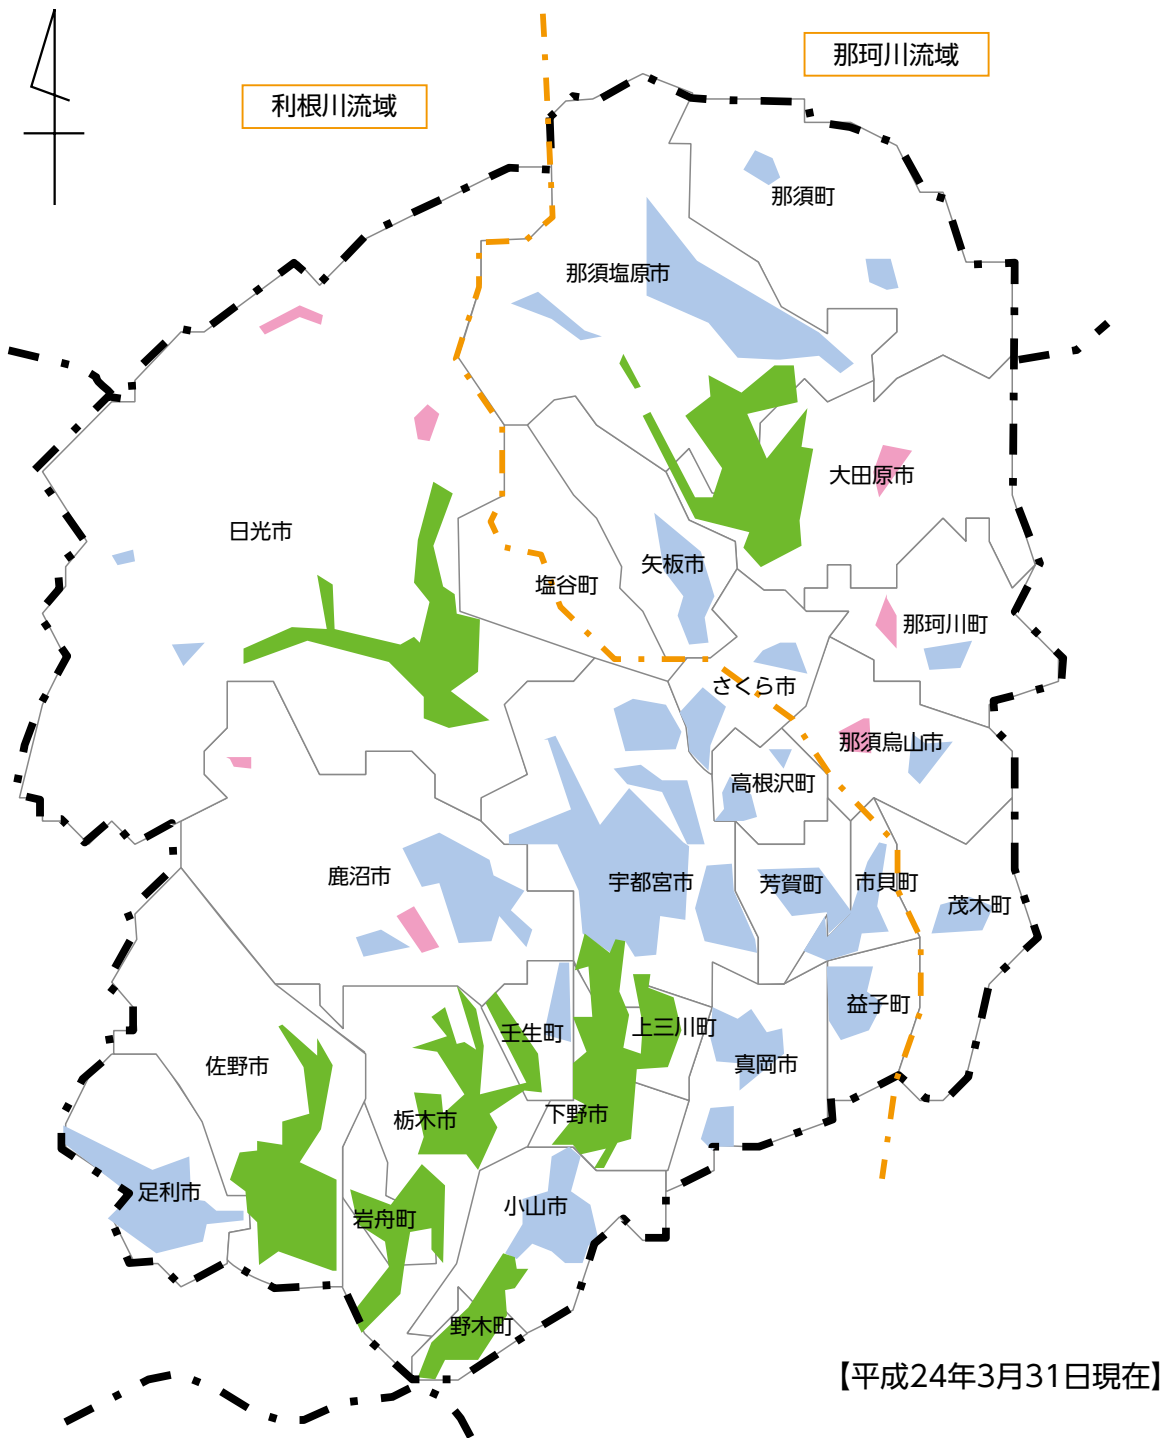 那珂川流域
利根川流域
那須町
那須塩原市
大田原市
日光市
矢板市
塩谷町
那珂川町
さくら市
那須烏山市
高根沢町
鹿沼市
宇都宮市
芳賀町
市貝町
茂木町
益子町
壬生町
上三川町
真岡市
佐野市
栃木市
下野市
足利市
岩舟町
小山市
野木町
【平成24年3月31日現在】